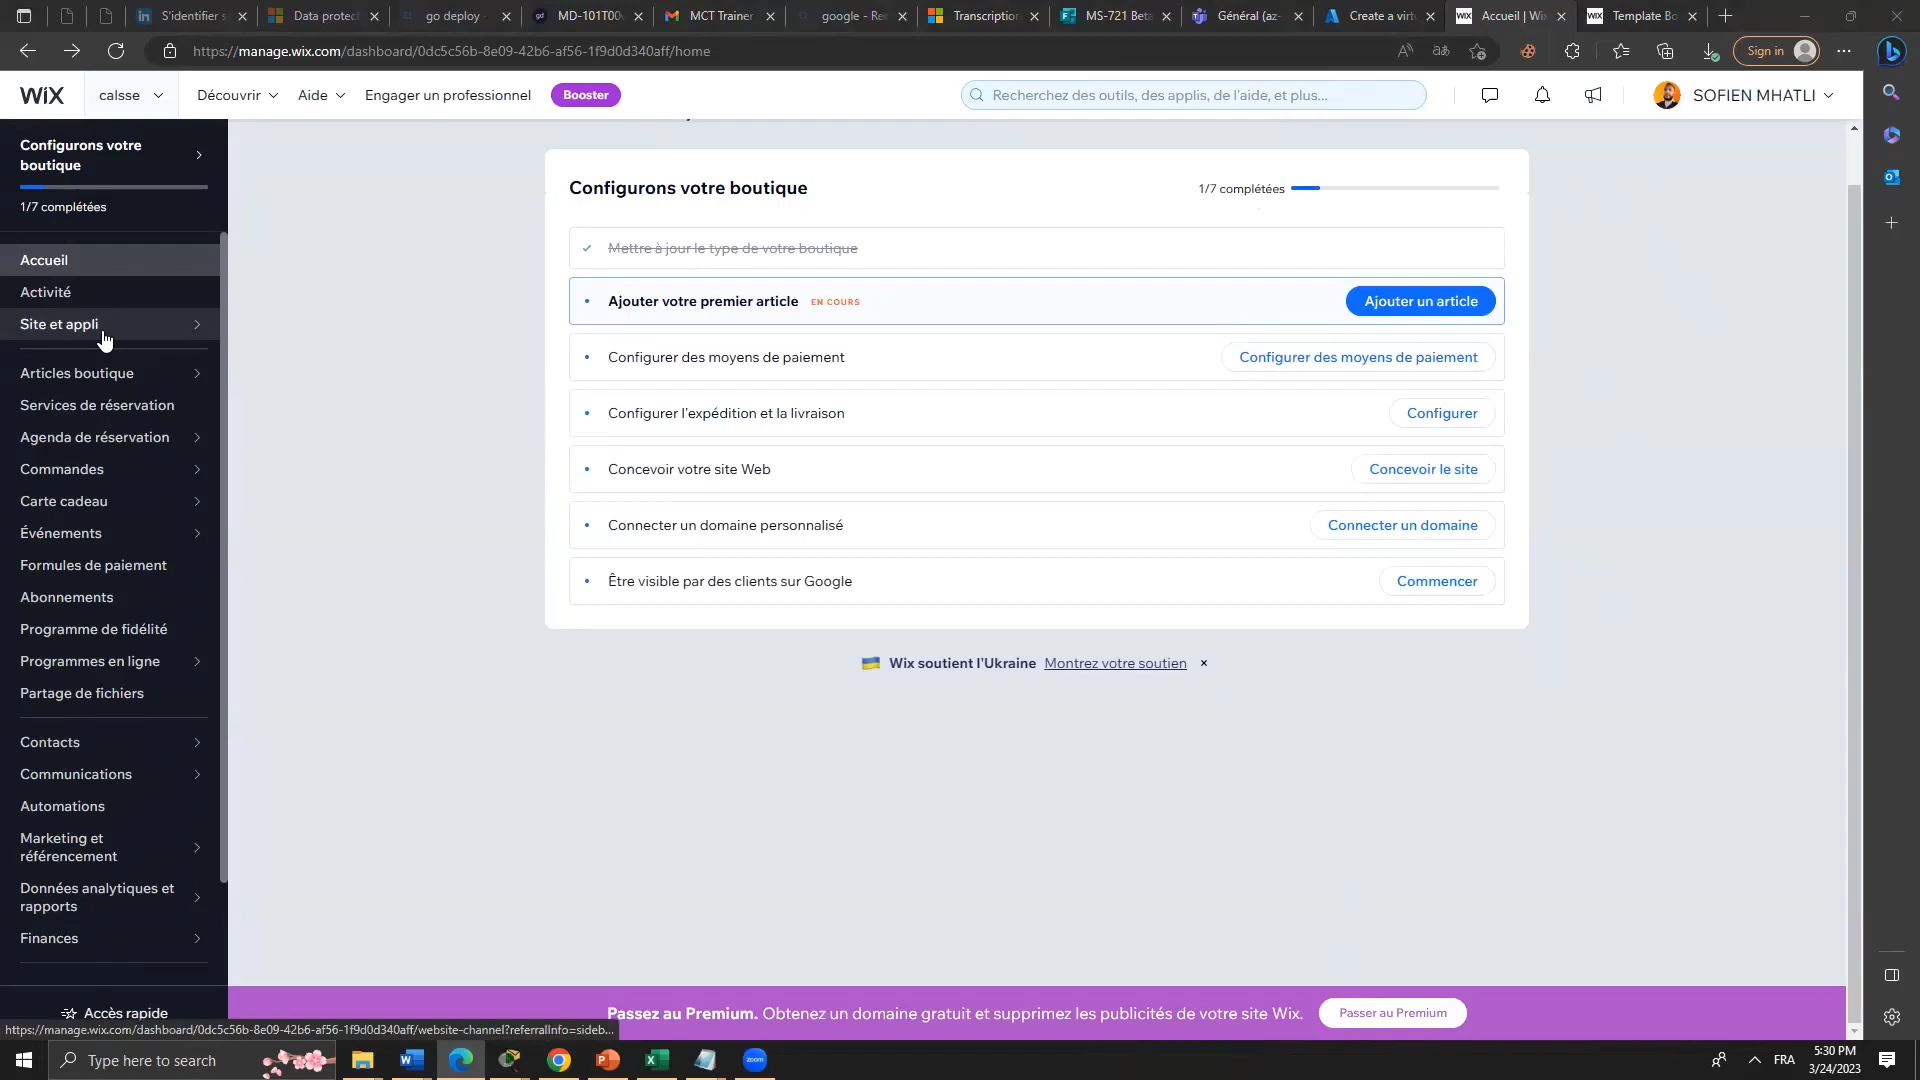 S'identifier s
Data protec
go deploy -
MD-101T00
MCT Trainer
google - Re
Transcription
MS-721 Beta
Général (az-
Create a virtu
Accueil | Wix
Template Bo
https://manage.wix.com/dashboard/0dc5c56b-8e09-42b6-af56-1f9d0d340aff/home
Sign in
WIX
calsse
Découvrir
Aide
Engager un professionnel
Booster
Recherchez des outils, des applis, de l'aide, et plus...
SOFIEN MHATLI
Configurons votre
boutique
1/7 complétées
Accueil
Activité
Site et appli
Articles boutique
Services de réservation
Agenda de réservation
Commandes
Carte cadeau
Événements
Formules de paiement
Abonnements
Programme de fidélité
Programmes en ligne
Partage de fichiers
Contacts
Communications
Automations
Marketing et
référencement
Données analytiques et
rapports
Finances
Accès rapide
Configurons votre boutique
1/7 complétées
Mettre à jour le type de votre boutique
Ajouter votre premier article EN COURS
Ajouter un article
Configurer des moyens de paiement
Configurer des moyens de paiement
Configurer l'expédition et la livraison
Configurer
Concevoir votre site Web
Concevoir le site
Connecter un domaine personnalisé
Connecter un domaine
Être visible par des clients sur Google
Commencer
Wix soutient l'Ukraine Montrez votre soutien
Passez au Premium. Obtenez un domaine gratuit et supprimez les publicités de votre site Wix.
Passer au Premium
https://manage.wix.com/dashboard/0dc5c56b-8e09-42b6-af56-1f9d0d340aff/website-channel?referralInfo=sideb...
Type here to search
zoom
FRA
5:30 PM
3/24/2023